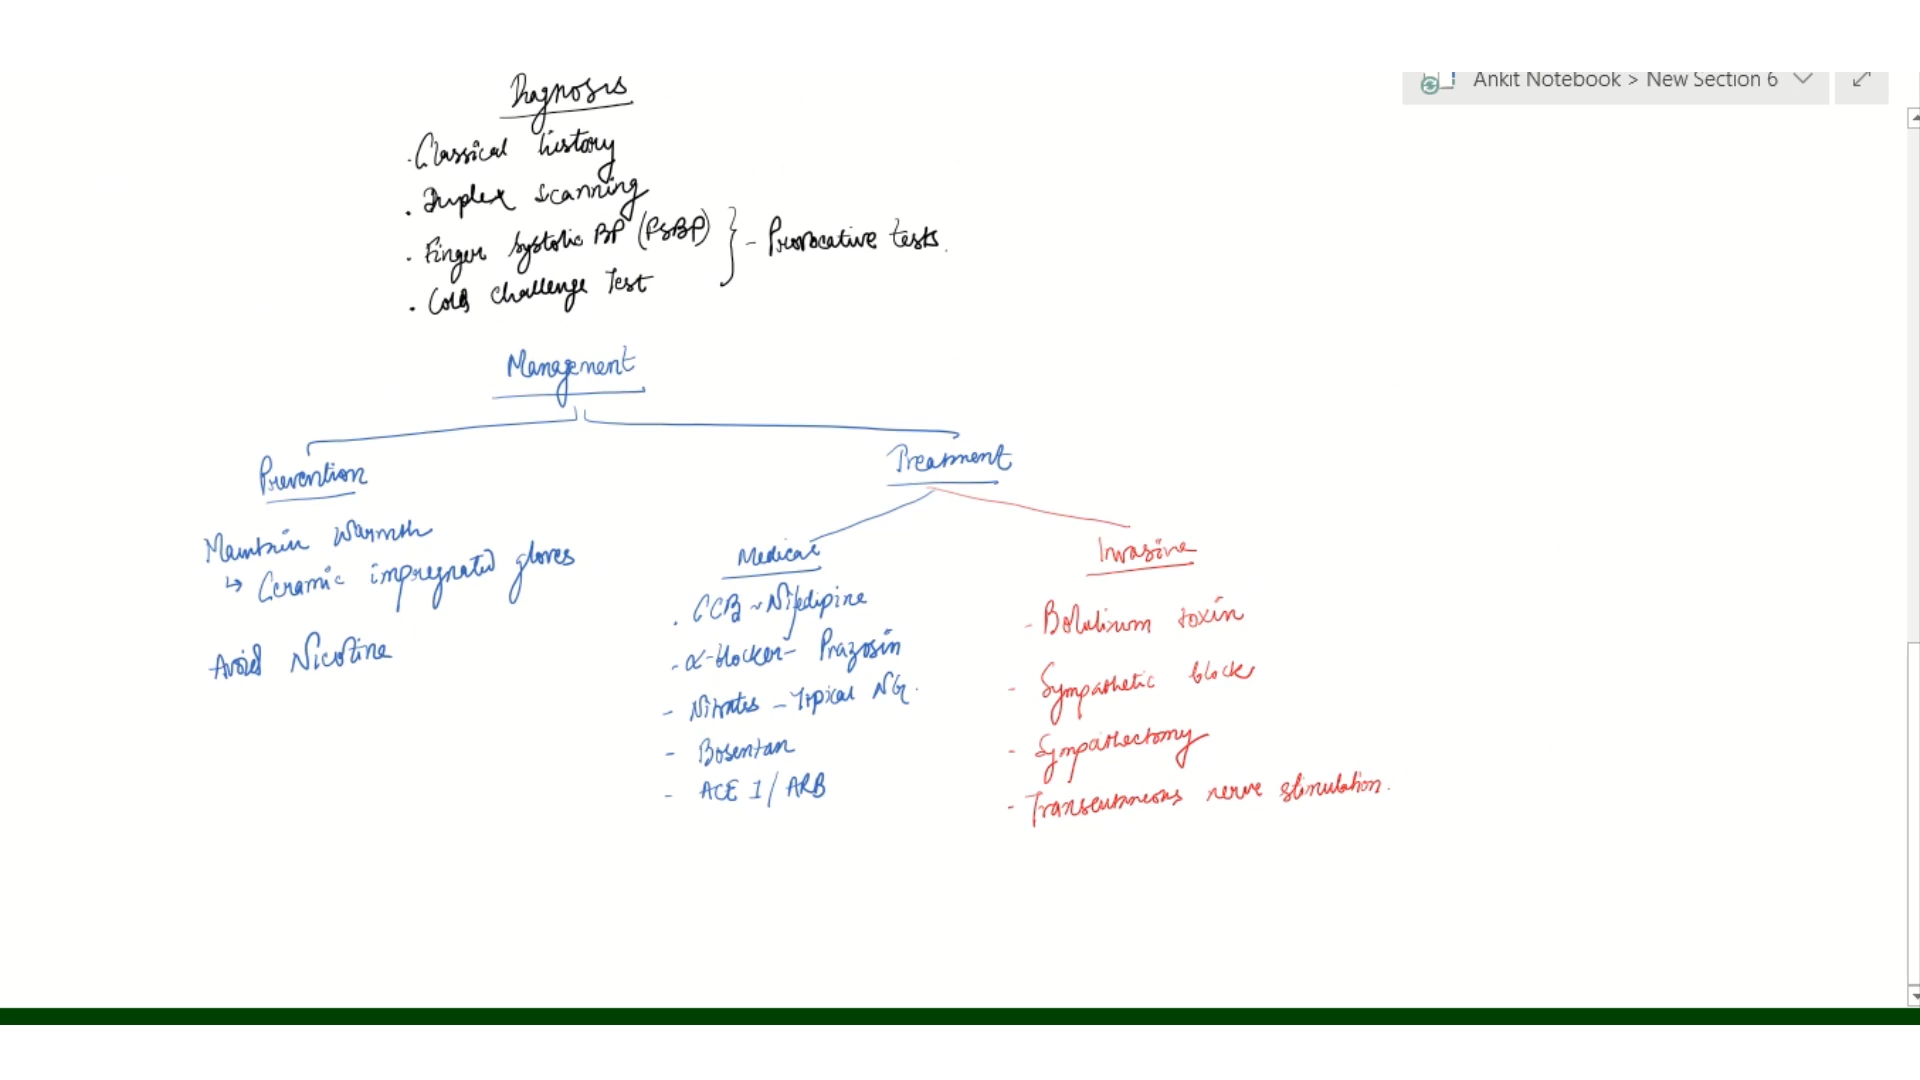 Ankit Notebook > New Section 6
Diagnosis
. Classical history
. Duplex scanning
. Finger Systolic BP (FSBP) } - Provocative tests.
. Cold Challenge Test
Management
Prevention
Treatment
Maintain Warmth
↳ Ceramic impregnated gloves
Avoid Nicotine
Medical
. CCB ~ Nifedipine
- α-blocker - Prazosin
- Nitrates - Topical NG.
- Bosentan
- ACE I / ARB
Invasive
- Botulinum toxin
- Sympathetic block
- Sympathectomy
- Transcutaneous nerve stimulation.